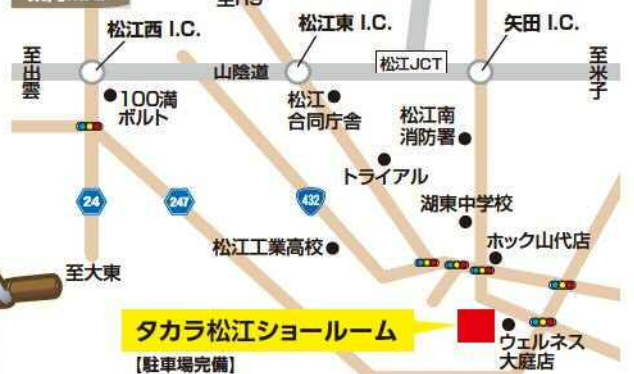 松江西 I.C.
松江東 I.C.
矢田 I.C.
至出雲
山陰道
松江JCT
至米子
100満
ボルト
松江
合同庁舎
松江南
消防署
トライアル
24
247
432
湖東中学校
松江工業高校
ホック山代店
至大東
タカラ松江ショールーム
【駐車場完備】
ウェルネス
大庭店